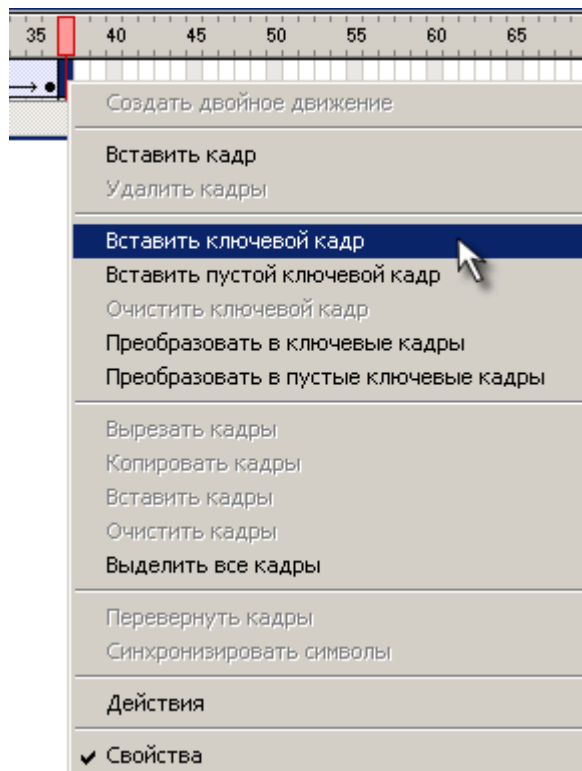 35 40 45 50 55 60 65
Создать двойное движение
Вставить кадр
Удалить кадры
Вставить ключевой кадр
Вставить пустой ключевой кадр
Очистить ключевой кадр
Преобразовать в ключевые кадры
Преобразовать в пустые ключевые кадры
Вырезать кадры
Копировать кадры
Вставить кадры
Очистить кадры
Выделить все кадры
Перевернуть кадры
Синхронизировать символы
Действия
Свойства